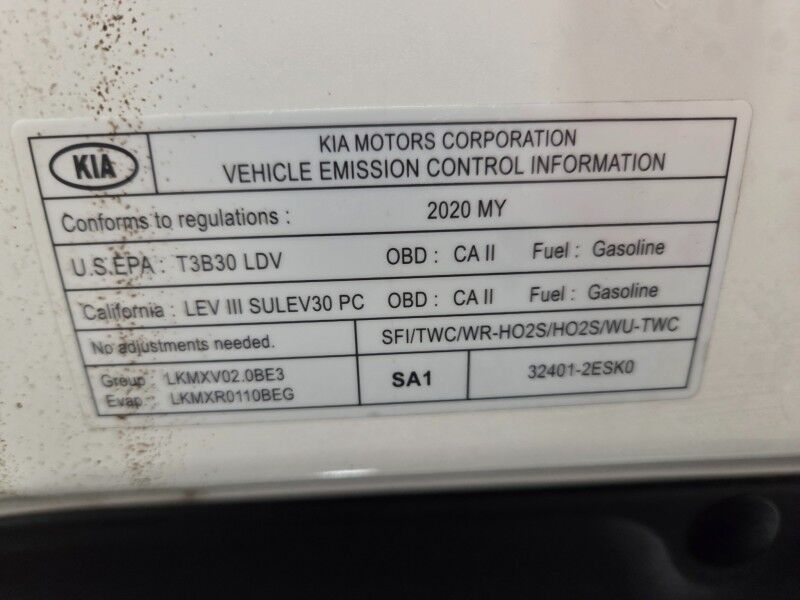 KIA
KIA MOTORS CORPORATION
VEHICLE EMISSION CONTROL INFORMATION
Conforms to regulations : 2020 MY
U.S.EPA : T3B30 LDV OBD : CA II Fuel : Gasoline
California : LEV III SULEV30 PC OBD : CA II Fuel : Gasoline
No adjustments needed. SFI/TWC/WR-HO2S/HO2S/WU-TWC
Group : LKMXV02.0BE3
Evap : LKMXR0110BEG
SA1
32401-2ESK0